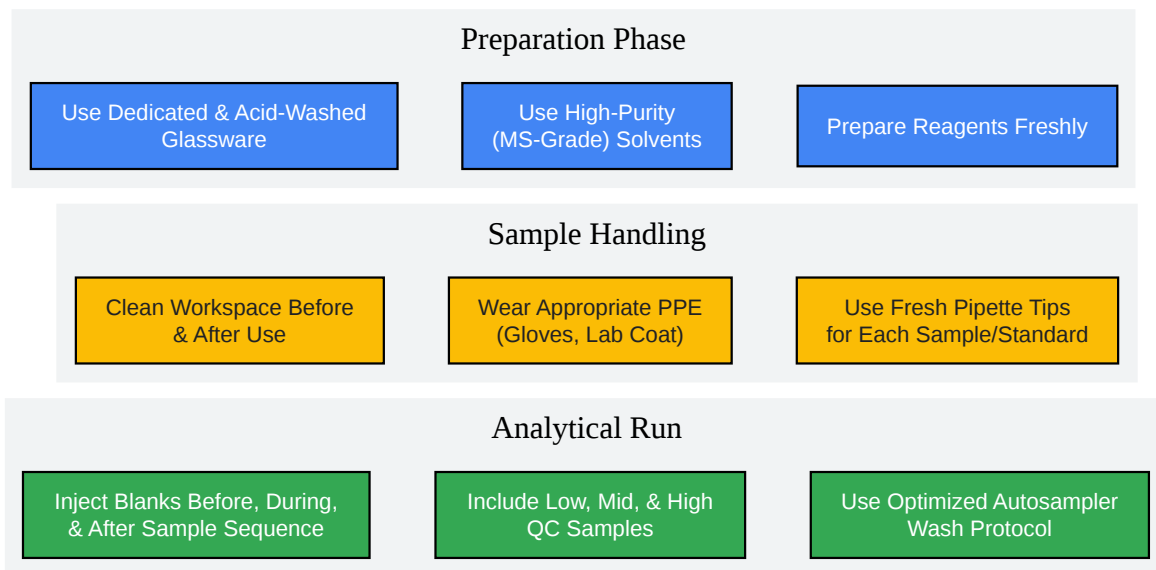 Preparation Phase
Use Dedicated & Acid-Washed
Glassware
Use High-Purity
(MS-Grade) Solvents
Prepare Reagents Freshly
Sample Handling
Clean Workspace Before
& After Use
Wear Appropriate PPE
(Gloves, Lab Coat)
Use Fresh Pipette Tips
for Each Sample/Standard
Analytical Run
Inject Blanks Before, During,
& After Sample Sequence
Include Low, Mid, & High
QC Samples
Use Optimized Autosampler
Wash Protocol